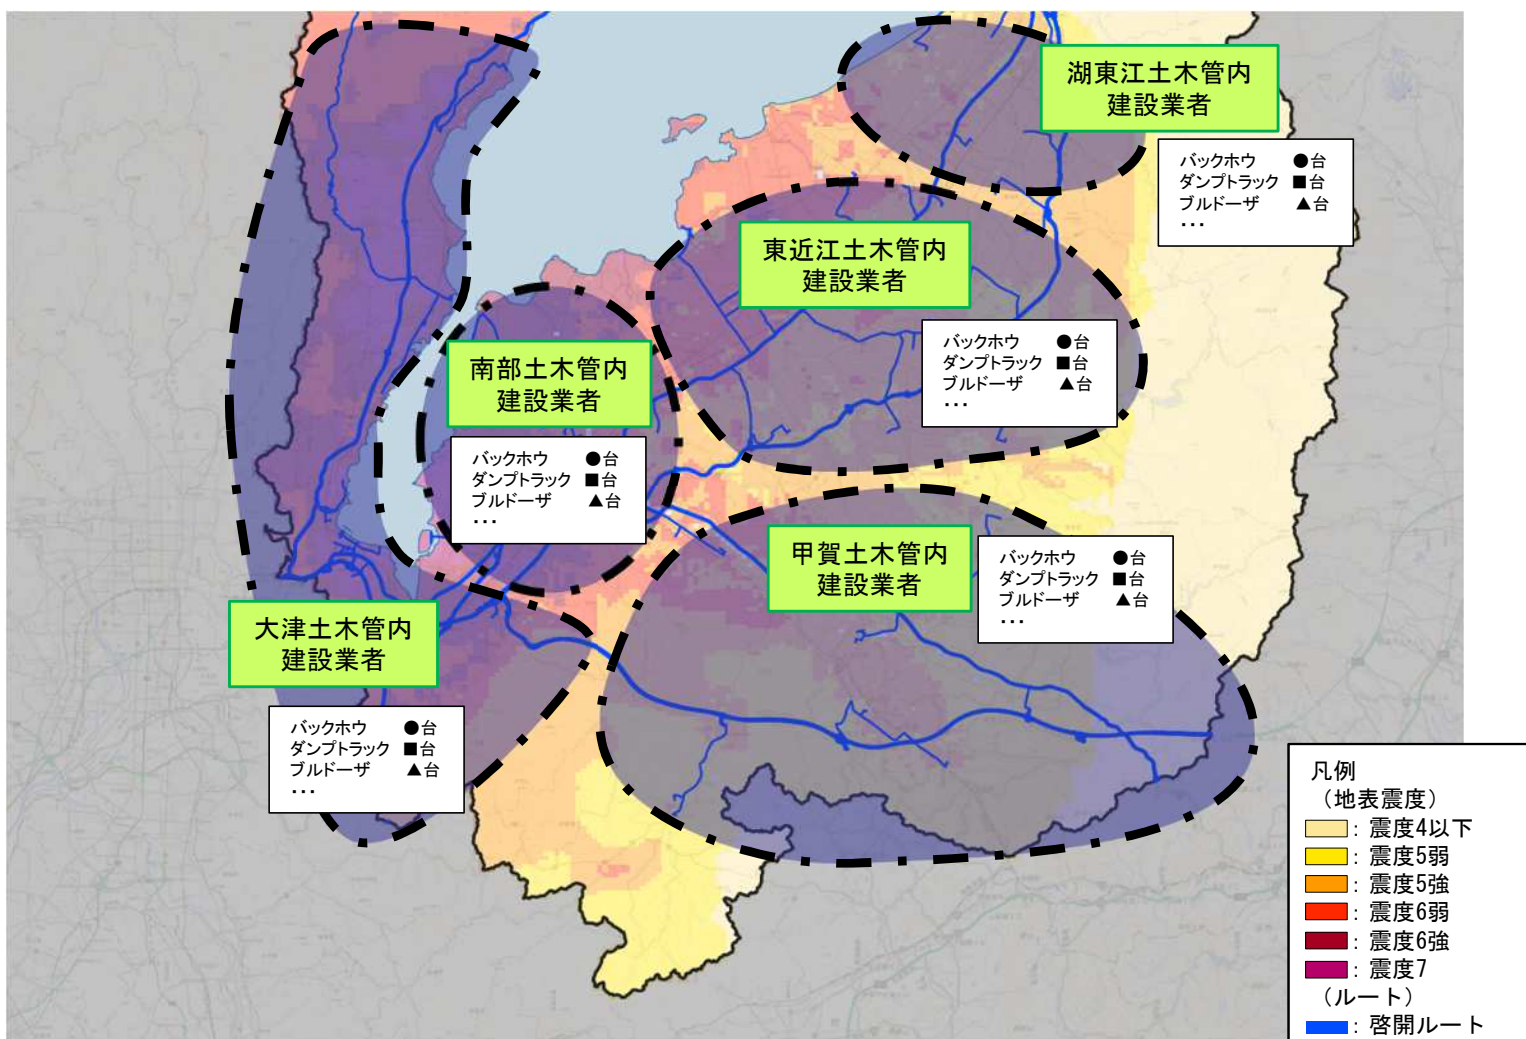 湖東江土木管内
建設業者
バックホウ ●台
ダンプトラック ■台
ブルドーザ ▲台
・・・
東近江土木管内
建設業者
バックホウ ●台
ダンプトラック ■台
ブルドーザ ▲台
・・・
南部土木管内
建設業者
バックホウ ●台
ダンプトラック ■台
ブルドーザ ▲台
・・・
甲賀土木管内
建設業者
バックホウ ●台
ダンプトラック ■台
ブルドーザ ▲台
・・・
大津土木管内
建設業者
バックホウ ●台
ダンプトラック ■台
ブルドーザ ▲台
・・・
凡例
（地表震度）
：震度4以下
：震度5弱
：震度5強
：震度6弱
：震度6強
：震度7
（ルート）
：啓開ルート